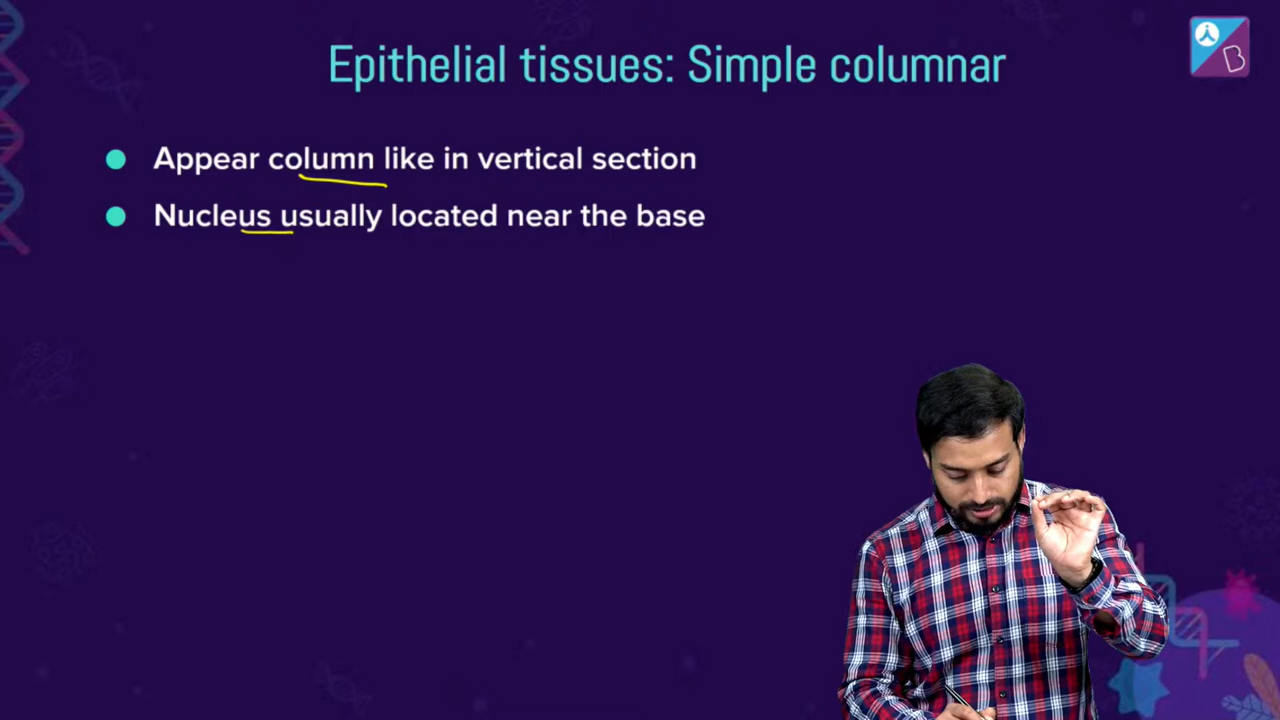 Epithelial tissues: Simple columnar
Appear column like in vertical section
Nucleus usually located near the base
B